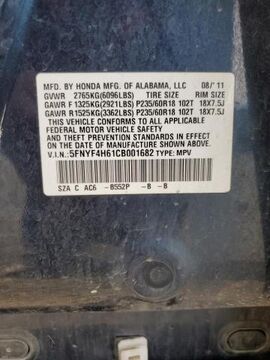 MFD. BY HONDA MFG. OF ALABAMA, LLC 08/'11
GVWR 2765KG(6096LBS) TIRE SIZE RIM SIZE
GAWR F 1325KG(2921LBS) P235/60R18 102T 18X7.5J
GAWR R 1525KG(3362LBS) P235/60R18 102T 18X7.5J
THIS VEHICLE CONFORMS TO ALL APPLICABLE
FEDERAL MOTOR VEHICLE SAFETY AND
THEFT PREVENTION STANDARDS IN EFFECT
ON THE DATE OF MANUFACTURE SHOWN ABOVE.
V.I.N.: 5FNYF4H61CB001682 TYPE: MPV
SZA C AC6 -B552P -B -B